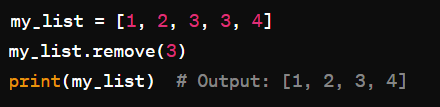 my_list = [1, 2, 3, 3, 4]
my_list.remove(3)
print(my_list)  # Output: [1, 2, 3, 4]